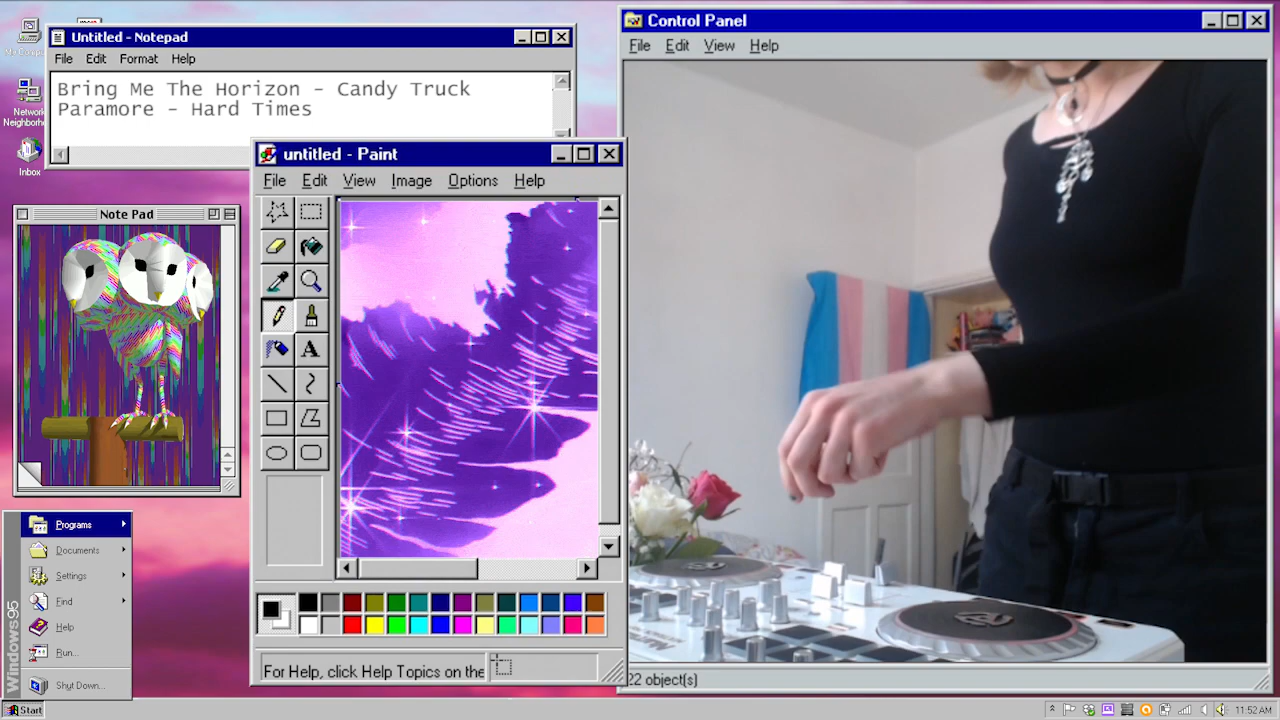 Untitled - Notepad
File Edit Format Help
Bring Me The Horizon - Candy Truck
Paramore - Hard Times
Control Panel
File Edit View Help
Network
Neighborho
Inbox
untitled - Paint
File Edit View Image Options Help
Note Pad
Programs
Documents
Settings
Find
Help
Run...
Shut Down...
Windows95
For Help, click Help Topics on the
22 object(s)
Start
11:52 AM